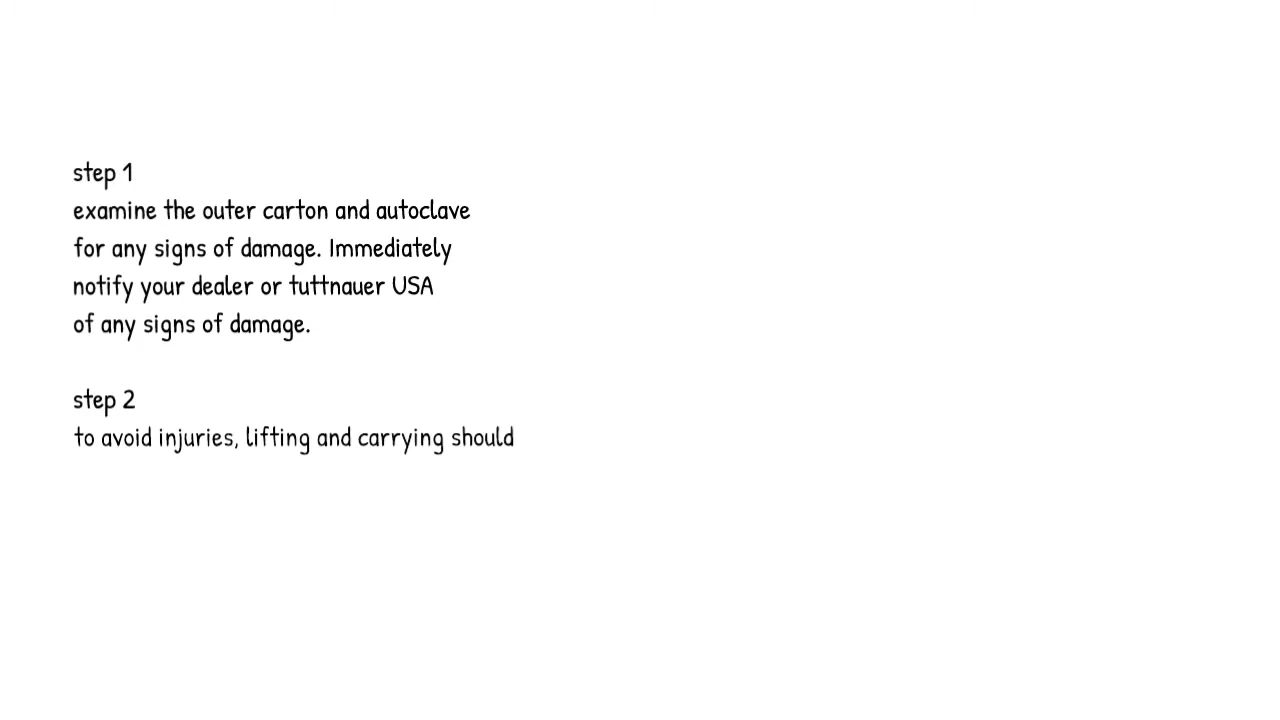 step 1
examine the outer carton and autoclave
for any signs of damage. Immediately
notify your dealer or tuttnauer USA
of any signs of damage.
step 2
to avoid injuries, lifting and carrying should